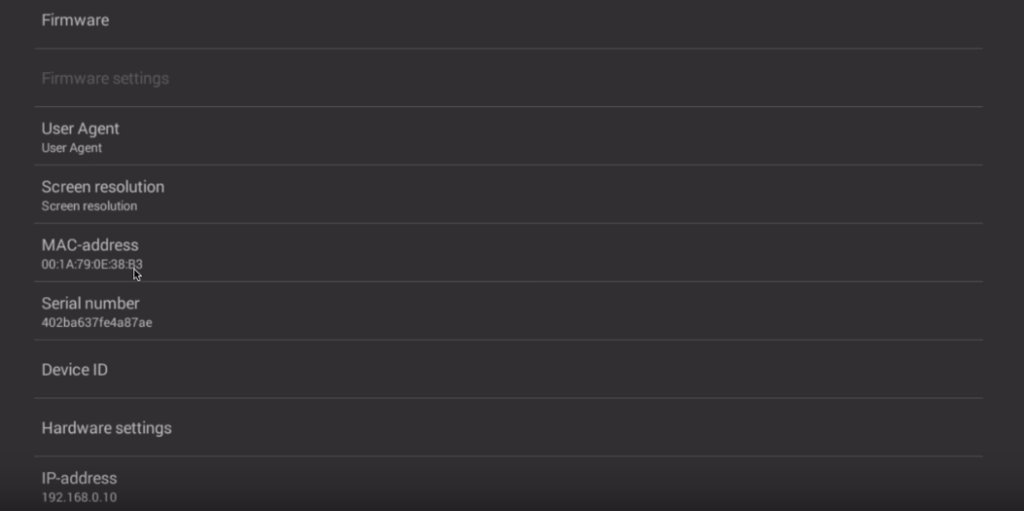 Firmware
Firmware settings
User Agent
User Agent
Screen resolution
Screen resolution
MAC-address
00:1A:79:0E:38:B3
Serial number
402ba637fe4a87ae
Device ID
Hardware settings
IP-address
192.168.0.10